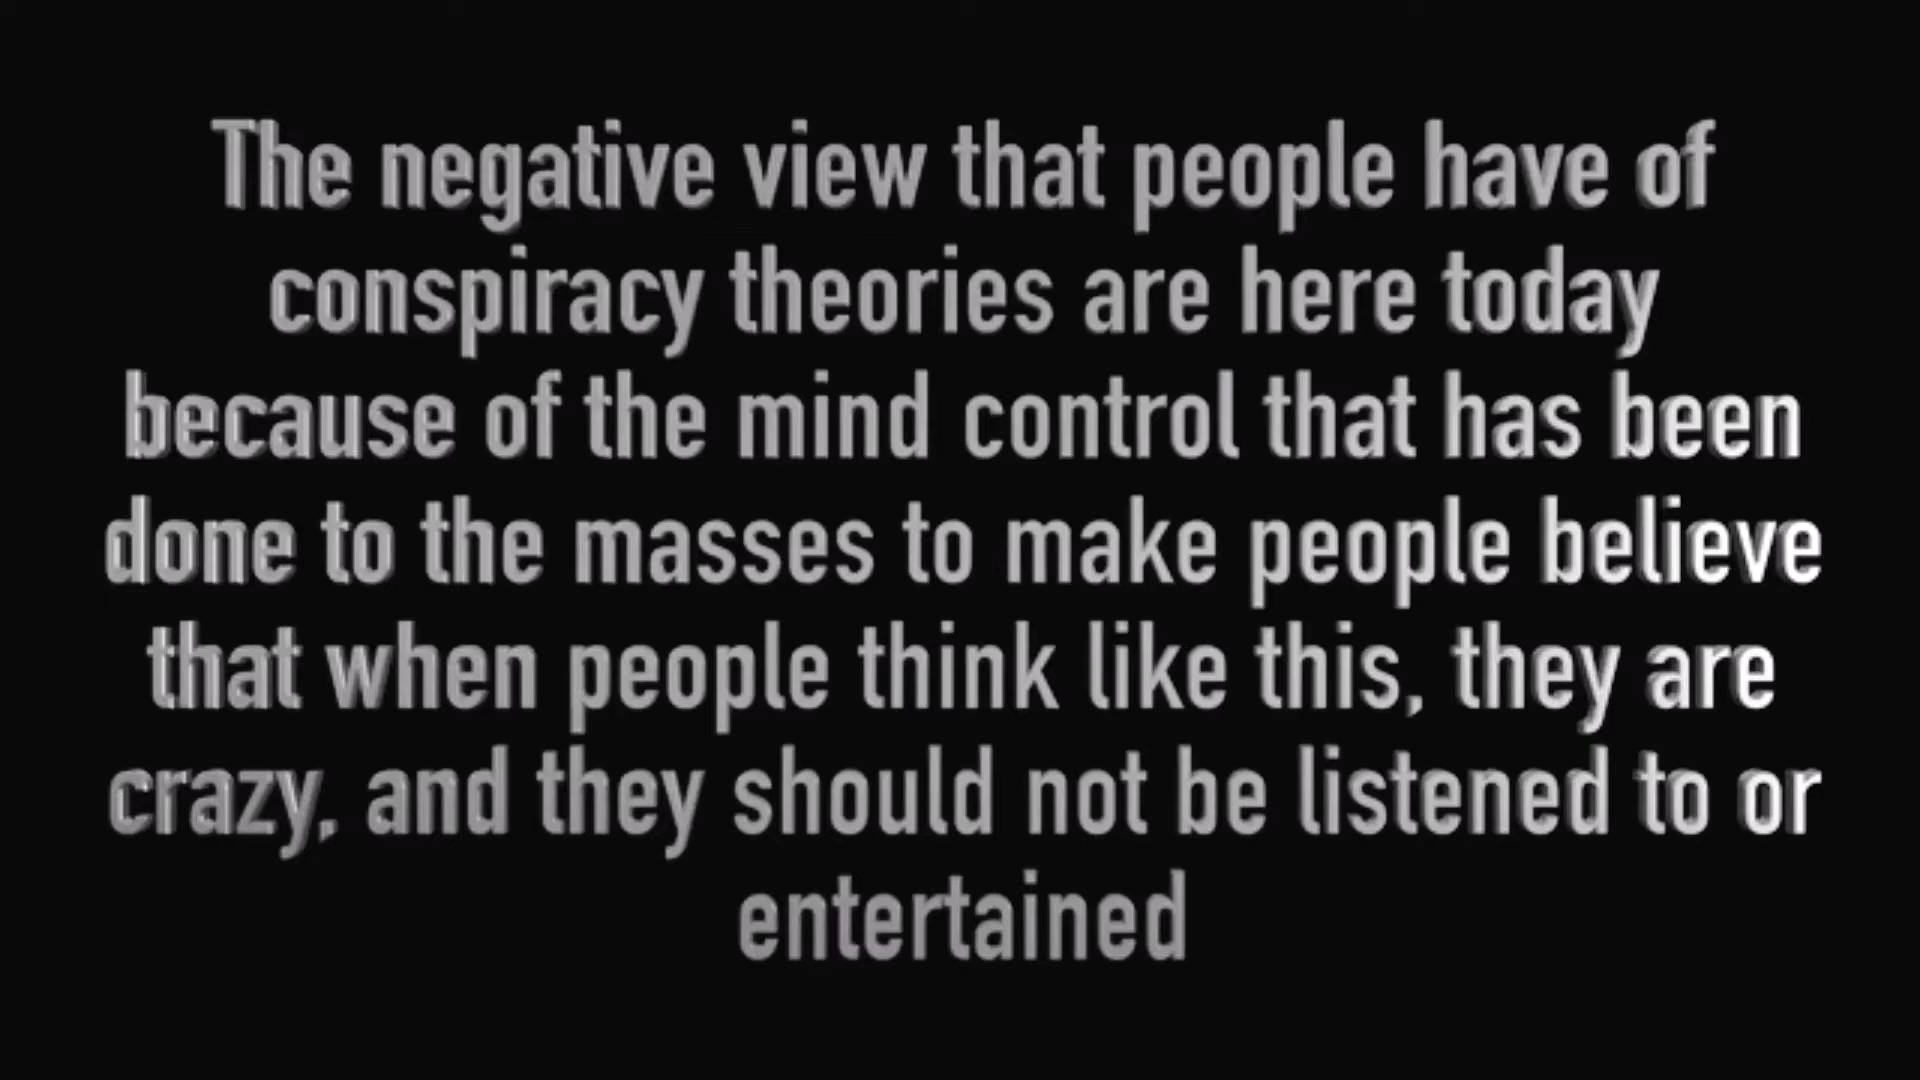 The negative view that people have of
conspiracy theories are here today
because of the mind control that has been
done to the masses to make people believe
that when people think like this, they are
crazy, and they should not be listened to or
entertained